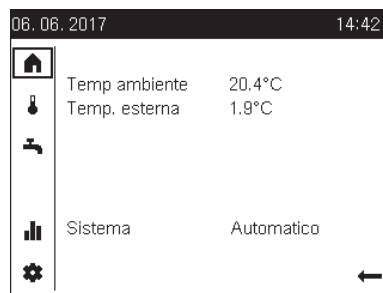 06. 06. 2017 14:42
Temp ambiente 20.4°C
Temp. esterna 1.9°C
Sistema Automatico